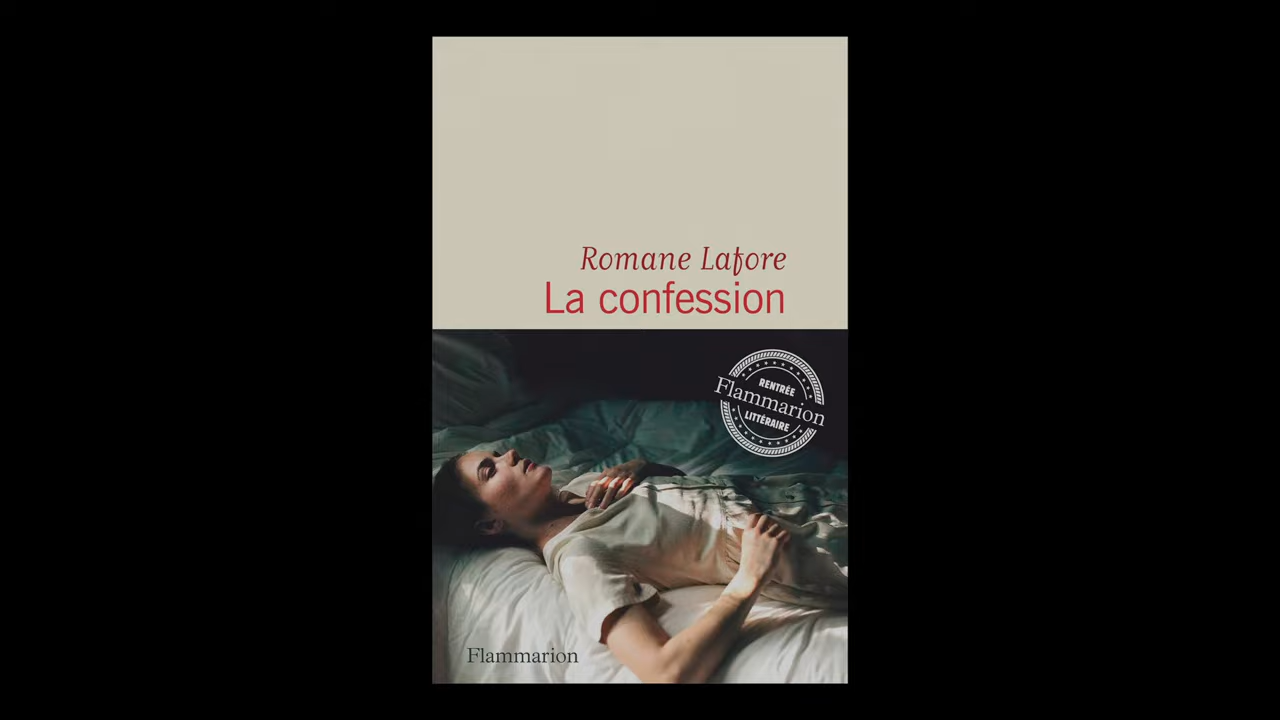 Romane Lafore
La confession
RENTRÉE
Flammarion
LITTÉRAIRE
Flammarion